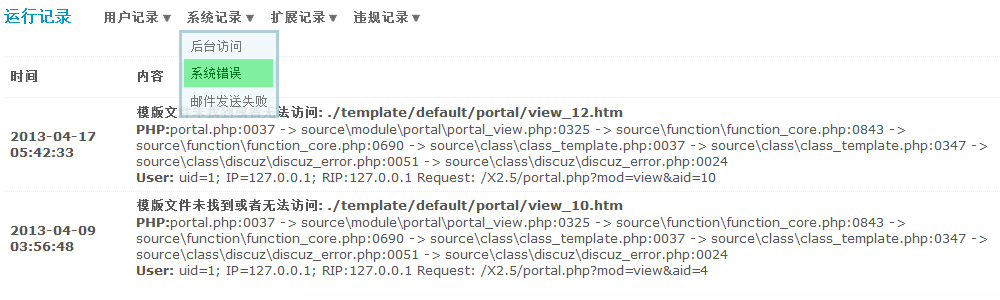 运行记录 用户记录▼ 系统记录▼ 扩展记录▼ 违规记录▼
后台访问
系统错误
邮件发送失败
时间 内容
模版文件未找到或者无法访问: ./template/default/portal/view_12.htm
2013-04-17 05:42:33
PHP:portal.php:0037 -> source\module\portal\portal_view.php:0325 -> source\function\function_core.php:0843 ->
source\function\function_core.php:0690 -> source\class\class_template.php:0037 -> source\class\class_template.php:0347 ->
source\class\discuz\discuz_error.php:0051 -> source\class\discuz\discuz_error.php:0024
User: uid=1; IP=127.0.0.1; RIP:127.0.0.1 Request: /X2.5/portal.php?mod=view&aid=10
模版文件未找到或者无法访问: ./template/default/portal/view_10.htm
2013-04-09 03:56:48
PHP:portal.php:0037 -> source\module\portal\portal_view.php:0325 -> source\function\function_core.php:0843 ->
source\function\function_core.php:0690 -> source\class\class_template.php:0037 -> source\class\class_template.php:0347 ->
source\class\discuz\discuz_error.php:0051 -> source\class\discuz\discuz_error.php:0024
User: uid=1; IP=127.0.0.1; RIP:127.0.0.1 Request: /X2.5/portal.php?mod=view&aid=4